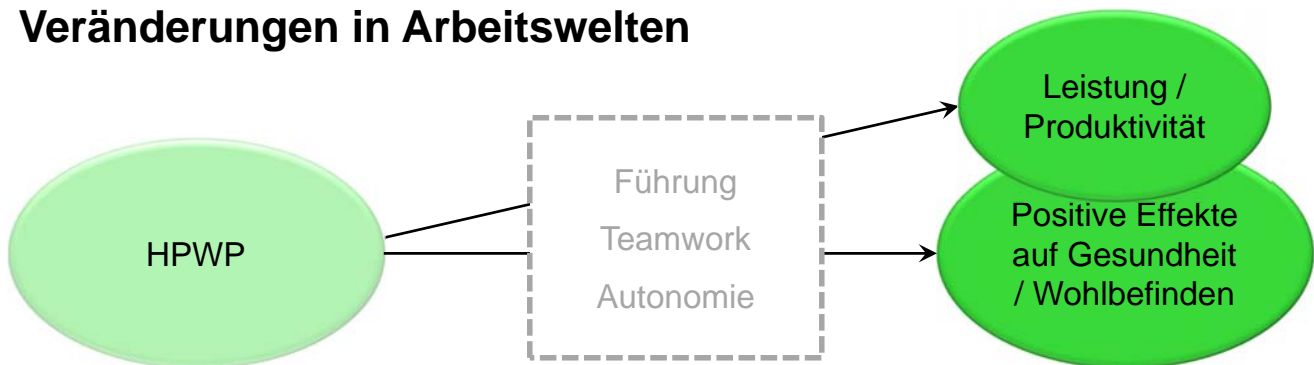 Veränderungen in Arbeitswelten
HPWP
Führung
Teamwork
Autonomie
Leistung /
Produktivität
Positive Effekte
auf Gesundheit
/ Wohlbefinden